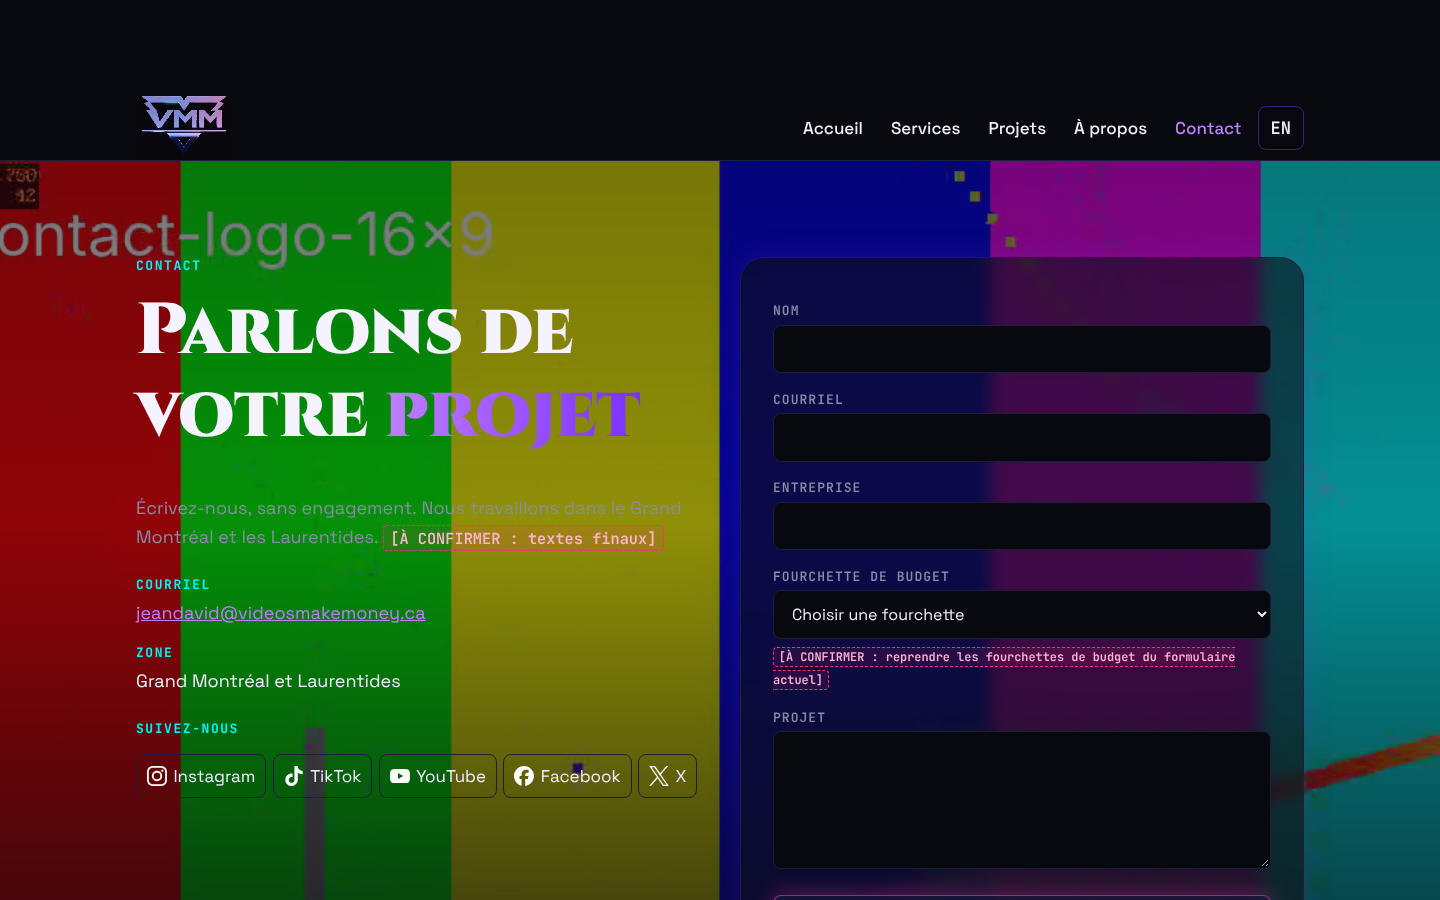 VMM
Accueil
Services
Projets
À propos
Contact
EN
ontact-logo-16×9
CONTACT
Parlons de
votre projet
Écrivez-nous, sans engagement. Nous travaillons dans le Grand
Montréal et les Laurentides. [À CONFIRMER : textes finaux]
COURRIEL
jeandavid@videosmakemoney.ca
ZONE
Grand Montréal et Laurentides
SUIVEZ-NOUS
Instagram
TikTok
YouTube
Facebook
X
NOM
COURRIEL
ENTREPRISE
FOURCHETTE DE BUDGET
Choisir une fourchette
[À CONFIRMER : reprendre les fourchettes de budget du formulaire
actuel]
PROJET